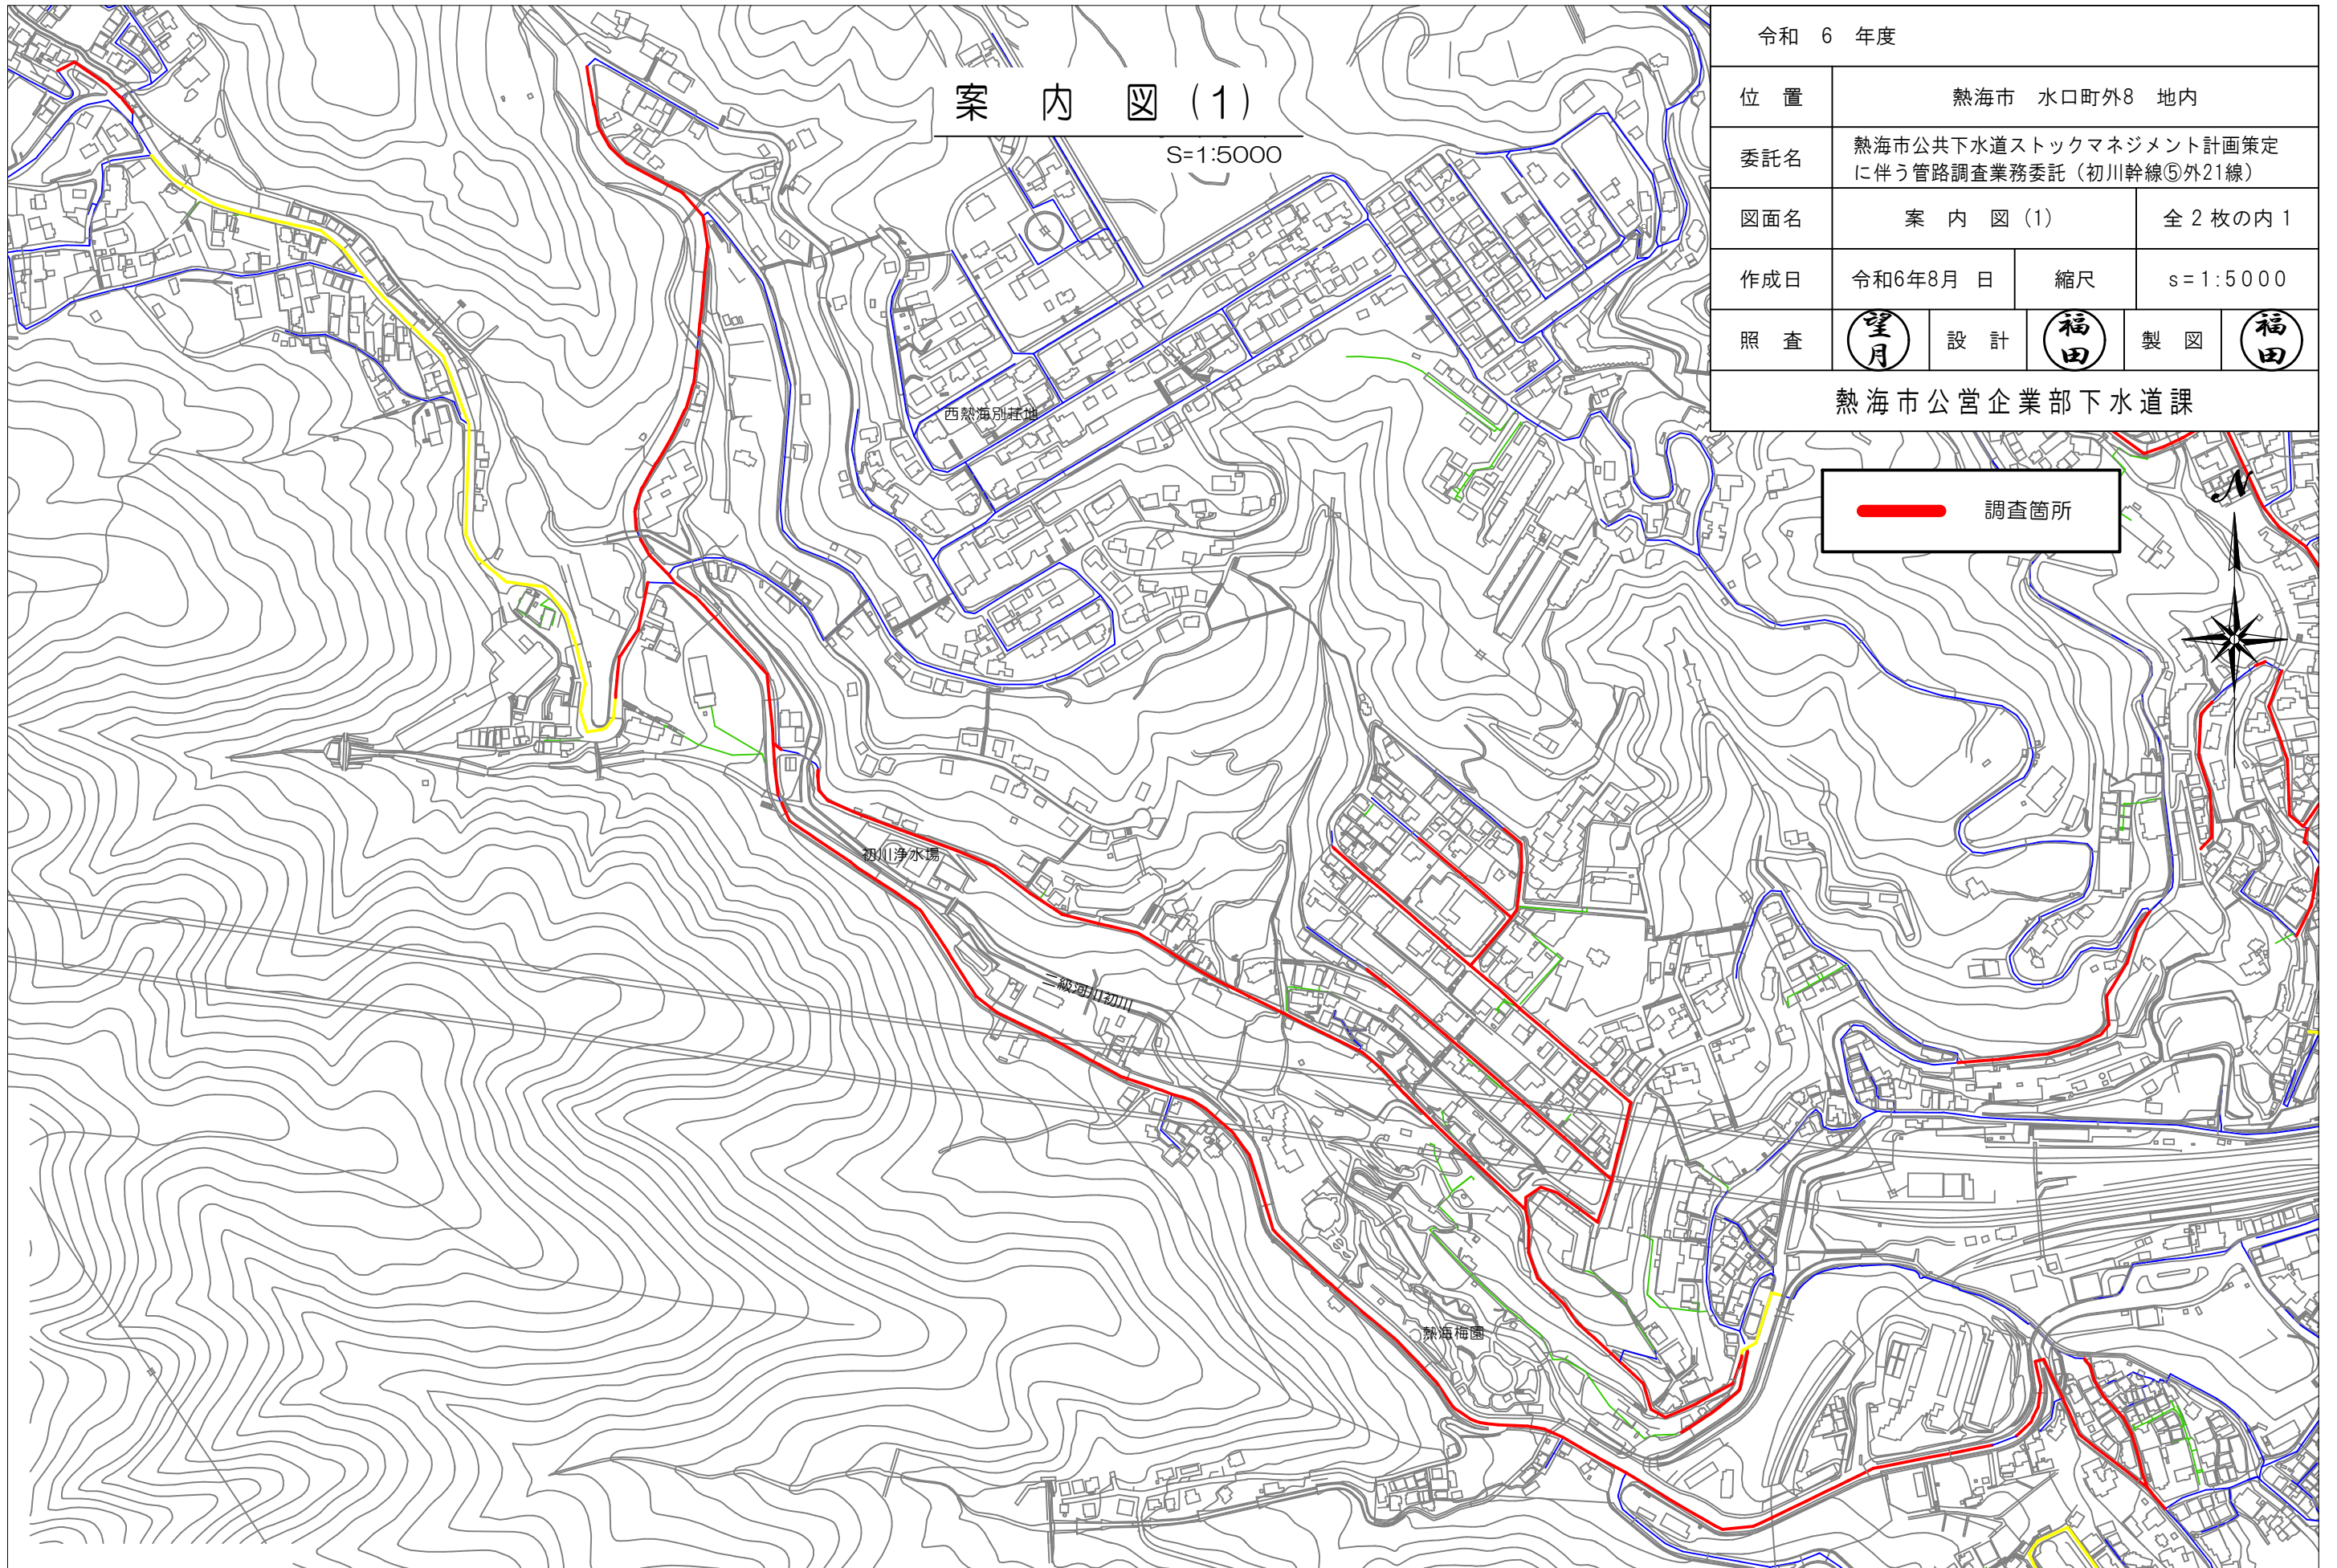 案 内 図 (1)
S=1:5000
令和 6 年度
位 置 熱海市 水口町外8 地内
委託名 熱海市公共下水道ストックマネジメント計画策定
に伴う管路調査業務委託（初川幹線⑤外21線）
図面名 案 内 図 (1) 全 2 枚の内 1
作成日 令和6年8月 日 縮尺 s=1:5000
照 査 望月 設 計 福田 製 図 福田
熱海市公営企業部下水道課
調査箇所
N
西熱海別荘地
初川浄水場
二級河川初川
熱海梅園